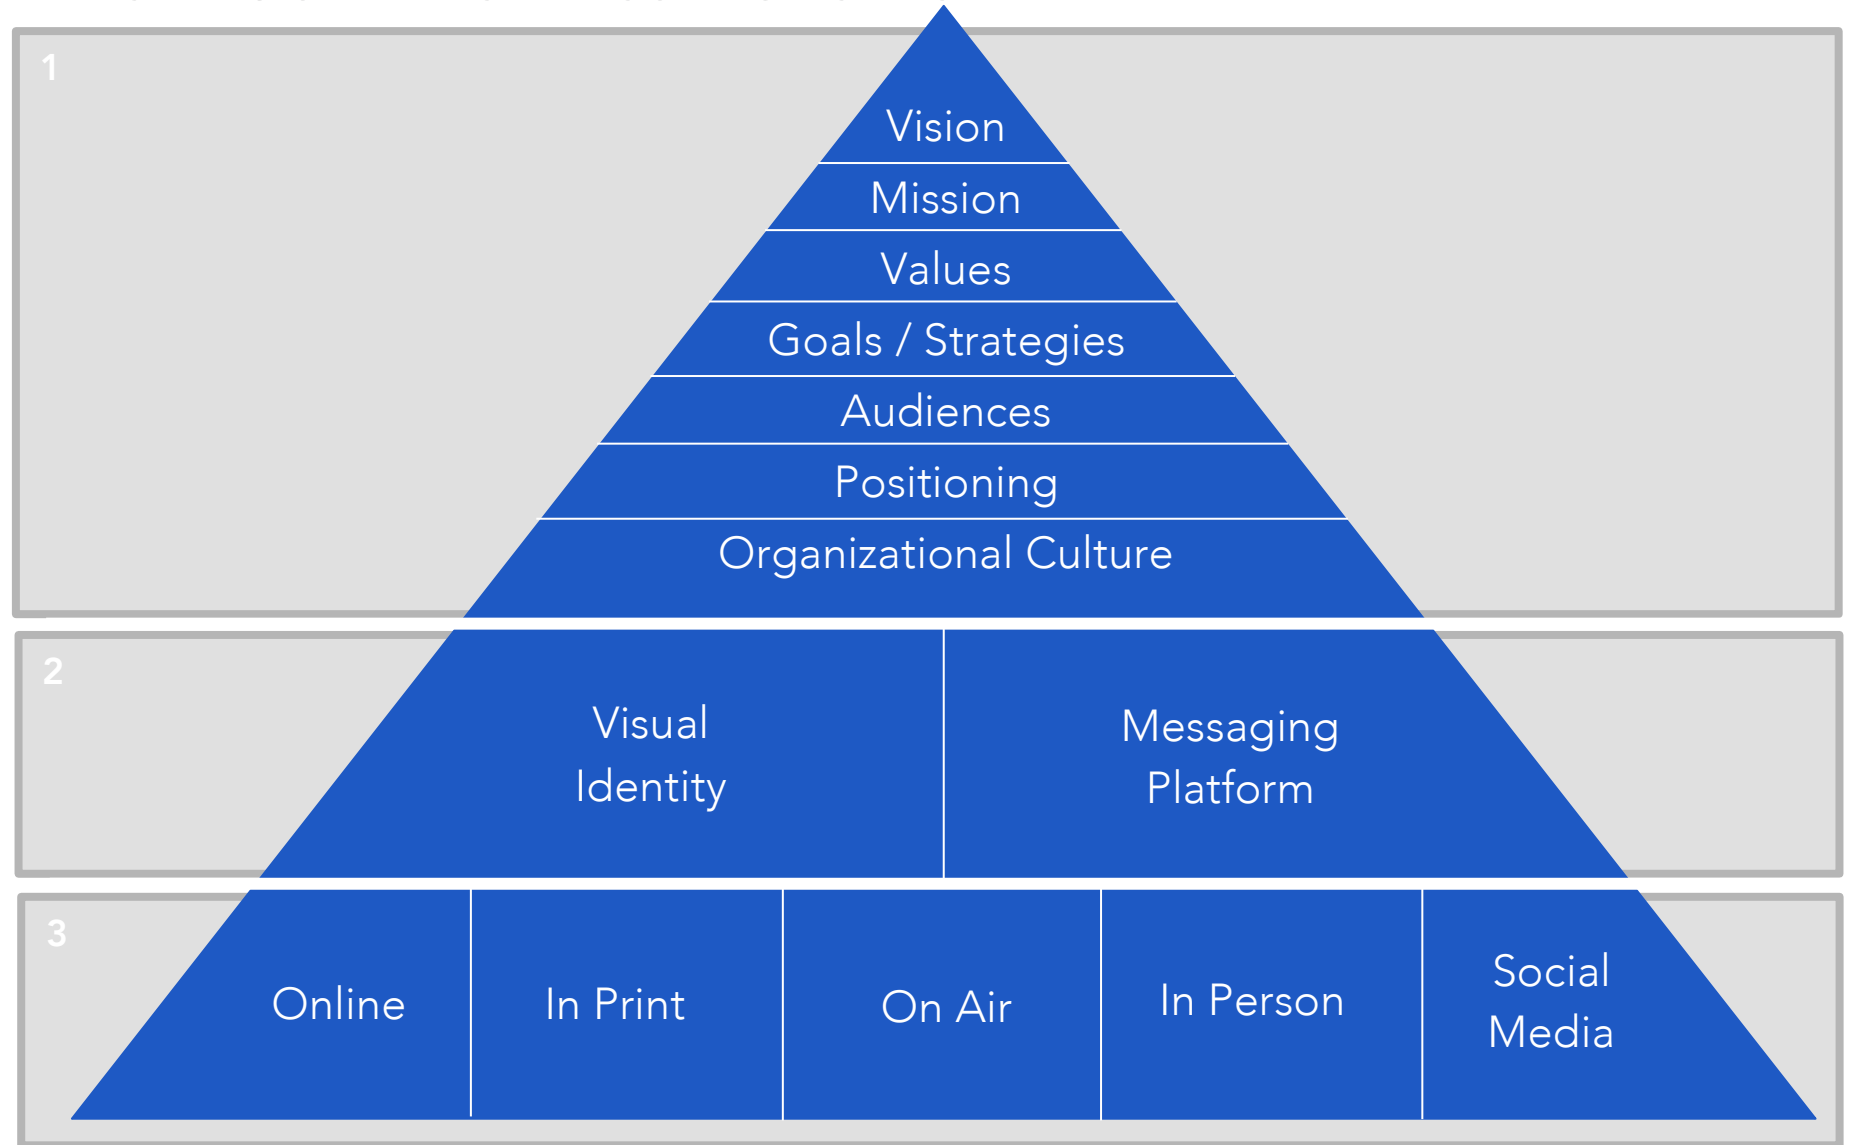 1
Vision
Mission
Values
Goals / Strategies
Audiences
Positioning
Organizational Culture
2
Visual
Identity
Messaging
Platform
3
Online
In Print
On Air
In Person
Social
Media